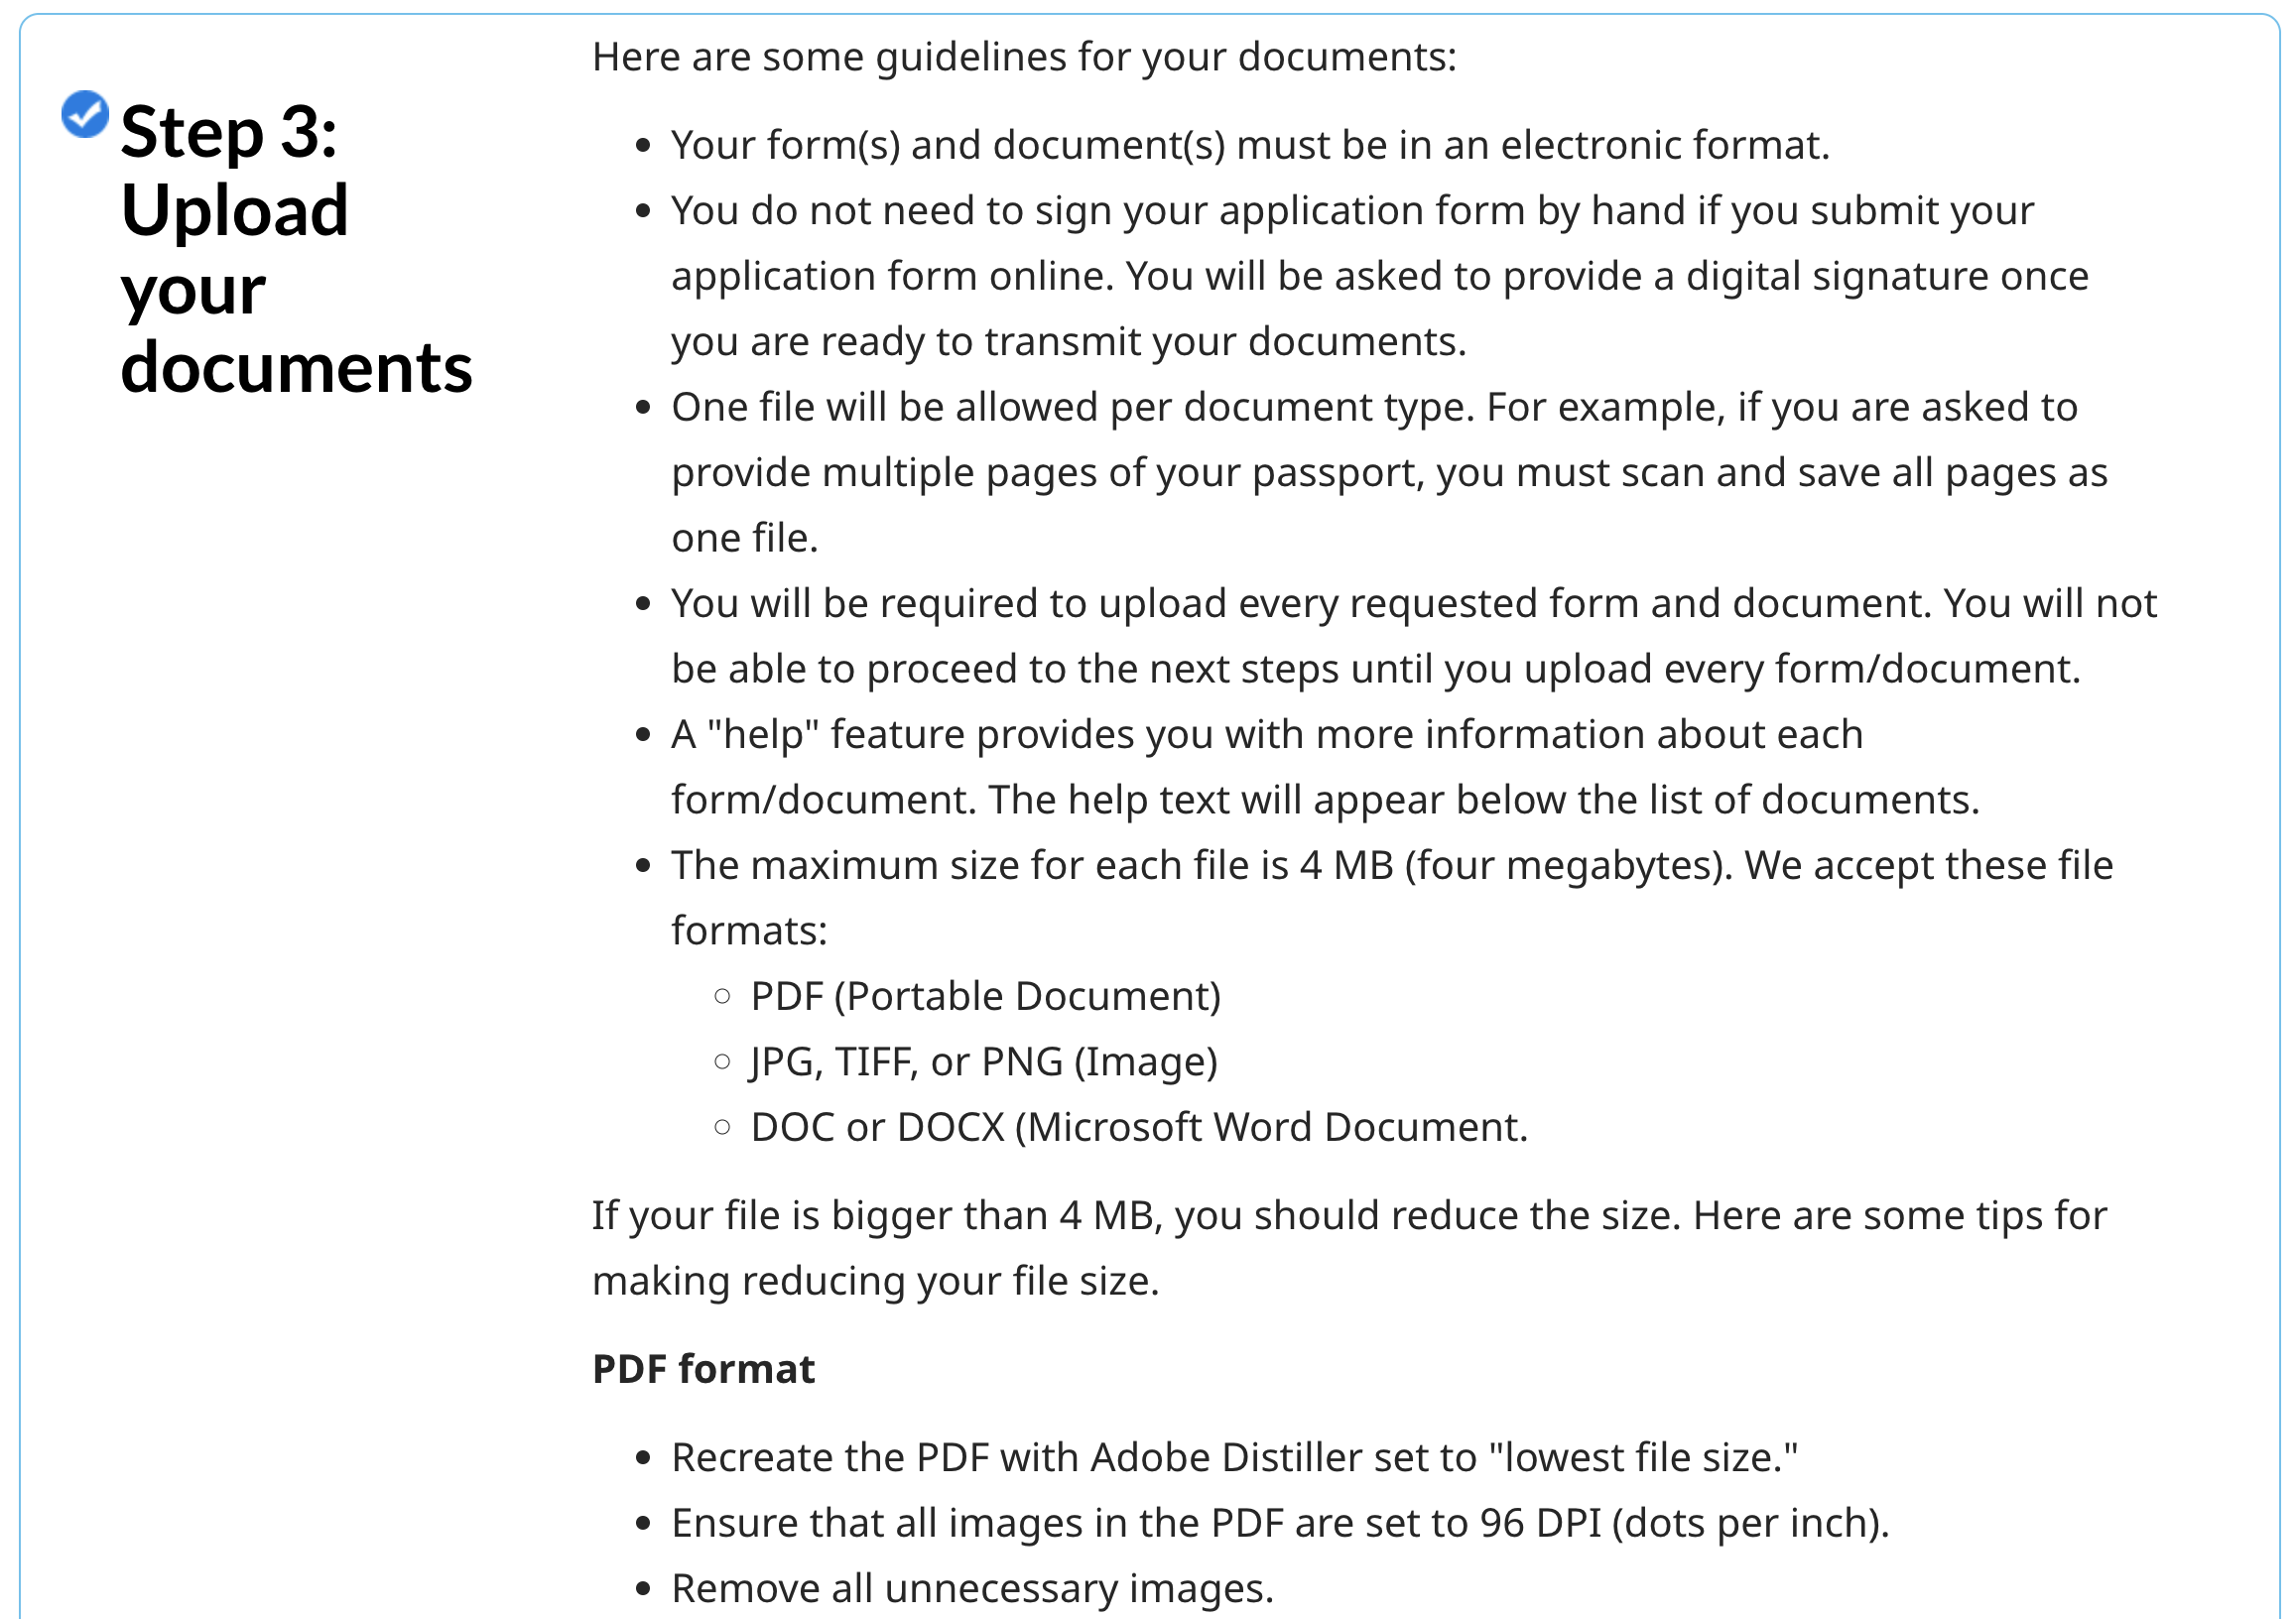 Step 3:
Upload
your
documents
Here are some guidelines for your documents:
• Your form(s) and document(s) must be in an electronic format.
• You do not need to sign your application form by hand if you submit your
application form online. You will be asked to provide a digital signature once
you are ready to transmit your documents.
• One file will be allowed per document type. For example, if you are asked to
provide multiple pages of your passport, you must scan and save all pages as
one file.
• You will be required to upload every requested form and document. You will not
be able to proceed to the next steps until you upload every form/document.
• A "help" feature provides you with more information about each
form/document. The help text will appear below the list of documents.
• The maximum size for each file is 4 MB (four megabytes). We accept these file
formats:
◦ PDF (Portable Document)
◦ JPG, TIFF, or PNG (Image)
◦ DOC or DOCX (Microsoft Word Document.
If your file is bigger than 4 MB, you should reduce the size. Here are some tips for
making reducing your file size.
PDF format
• Recreate the PDF with Adobe Distiller set to "lowest file size."
• Ensure that all images in the PDF are set to 96 DPI (dots per inch).
• Remove all unnecessary images.